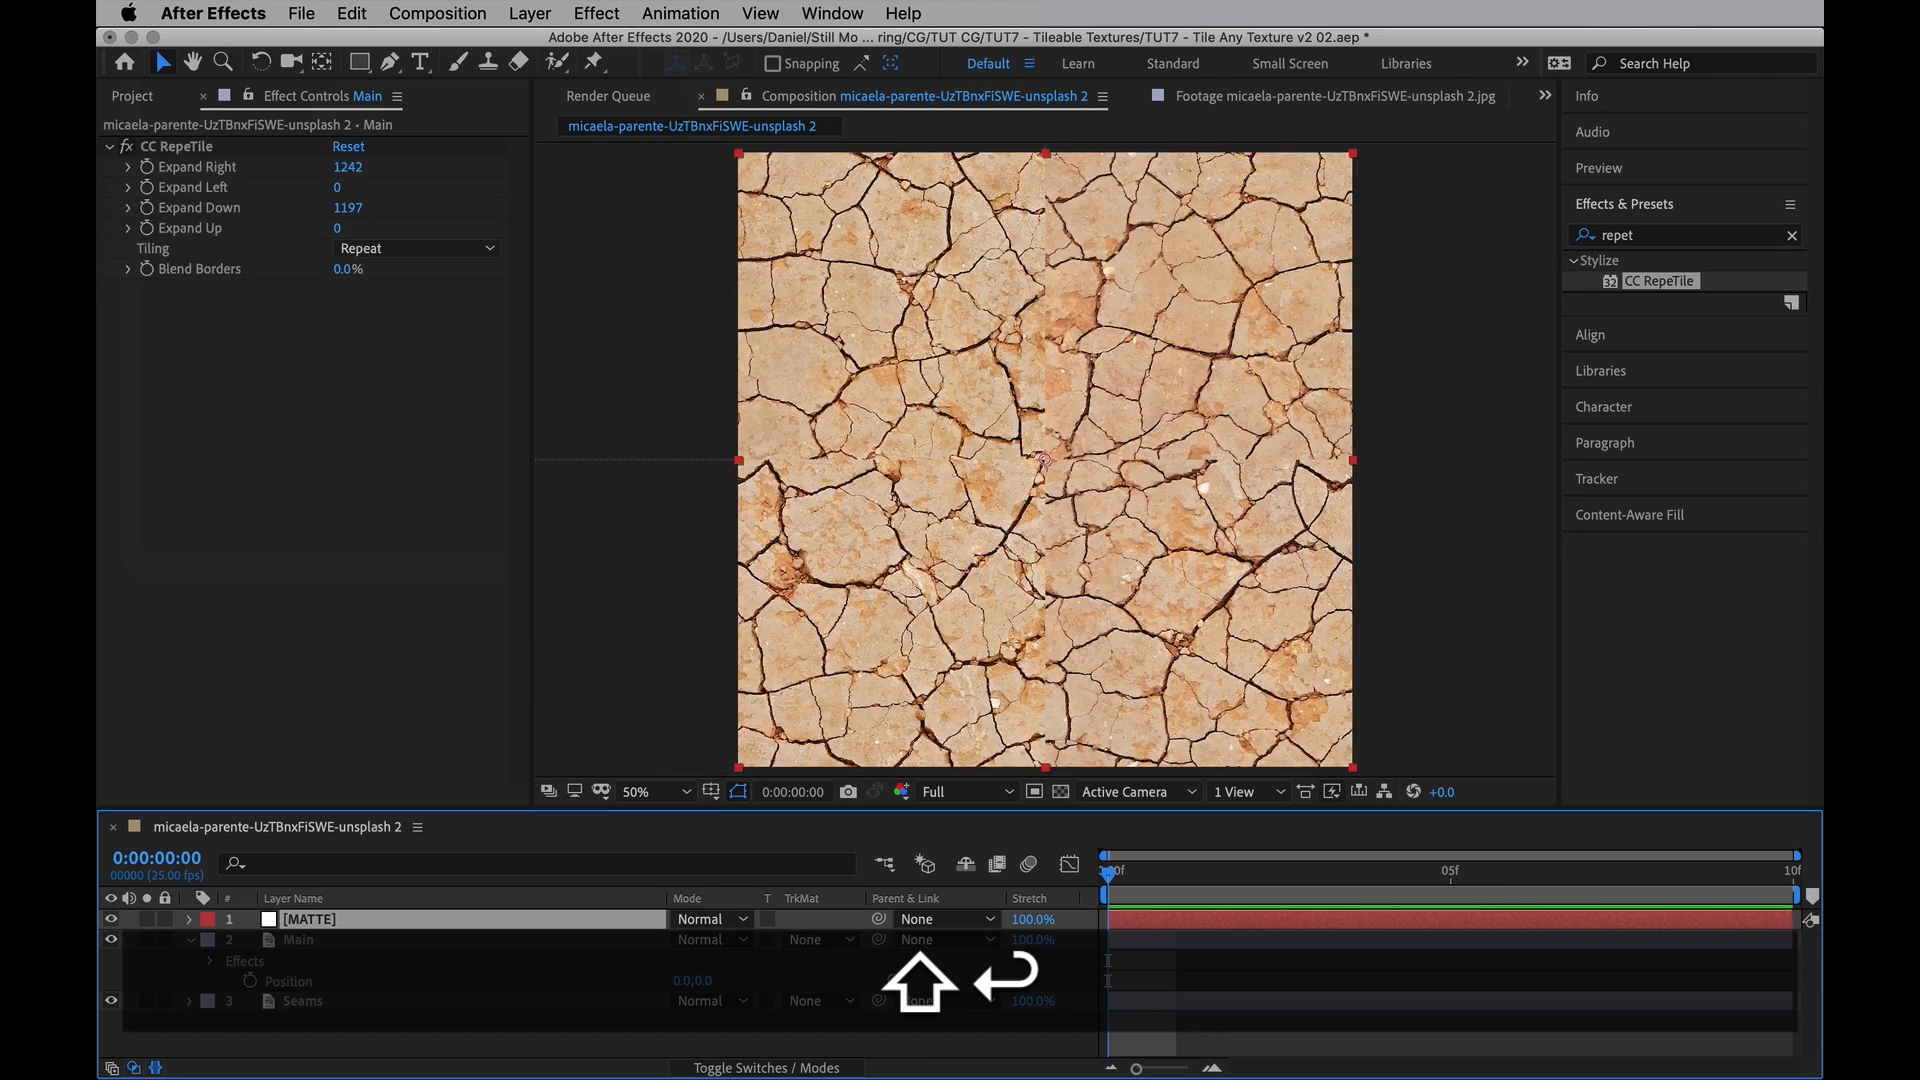 After Effects File Edit Composition Layer Effect Animation View Window Help
Adobe After Effects 2020 - /Users/Daniel/Still Mo ... ring/CG/TUT CG/TUT7 - Tileable Textures/TUT7 - Tile Any Texture v2 02.aep *
Snapping Default Learn Standard Small Screen Libraries Search Help
Project Effect Controls Main
micaela-parente-UzTBnxFiSWE-unsplash 2 • Main
fx CC RepeTile Reset
Expand Right 1242
Expand Left 0
Expand Down 1197
Expand Up 0
Tiling Repeat
Blend Borders 0.0%
Render Queue Composition micaela-parente-UzTBnxFiSWE-unsplash 2 Footage micaela-parente-UzTBnxFiSWE-unsplash 2.jpg
micaela-parente-UzTBnxFiSWE-unsplash 2
50% 0:00:00:00 Full Active Camera 1 View +0.0
Info
Audio
Preview
Effects & Presets
repet
Stylize
32 CC RepeTile
Align
Libraries
Character
Paragraph
Tracker
Content-Aware Fill
micaela-parente-UzTBnxFiSWE-unsplash 2
0:00:00:00
00000 (25.00 fps)
05f 10f
# Layer Name Mode T TrkMat Parent & Link Stretch
1 [MATTE] Normal None 100.0%
2 Main Normal None None 100.0%
Effects
Position 0.0,0.0
3 Seams Normal None None 100.0%
Toggle Switches / Modes